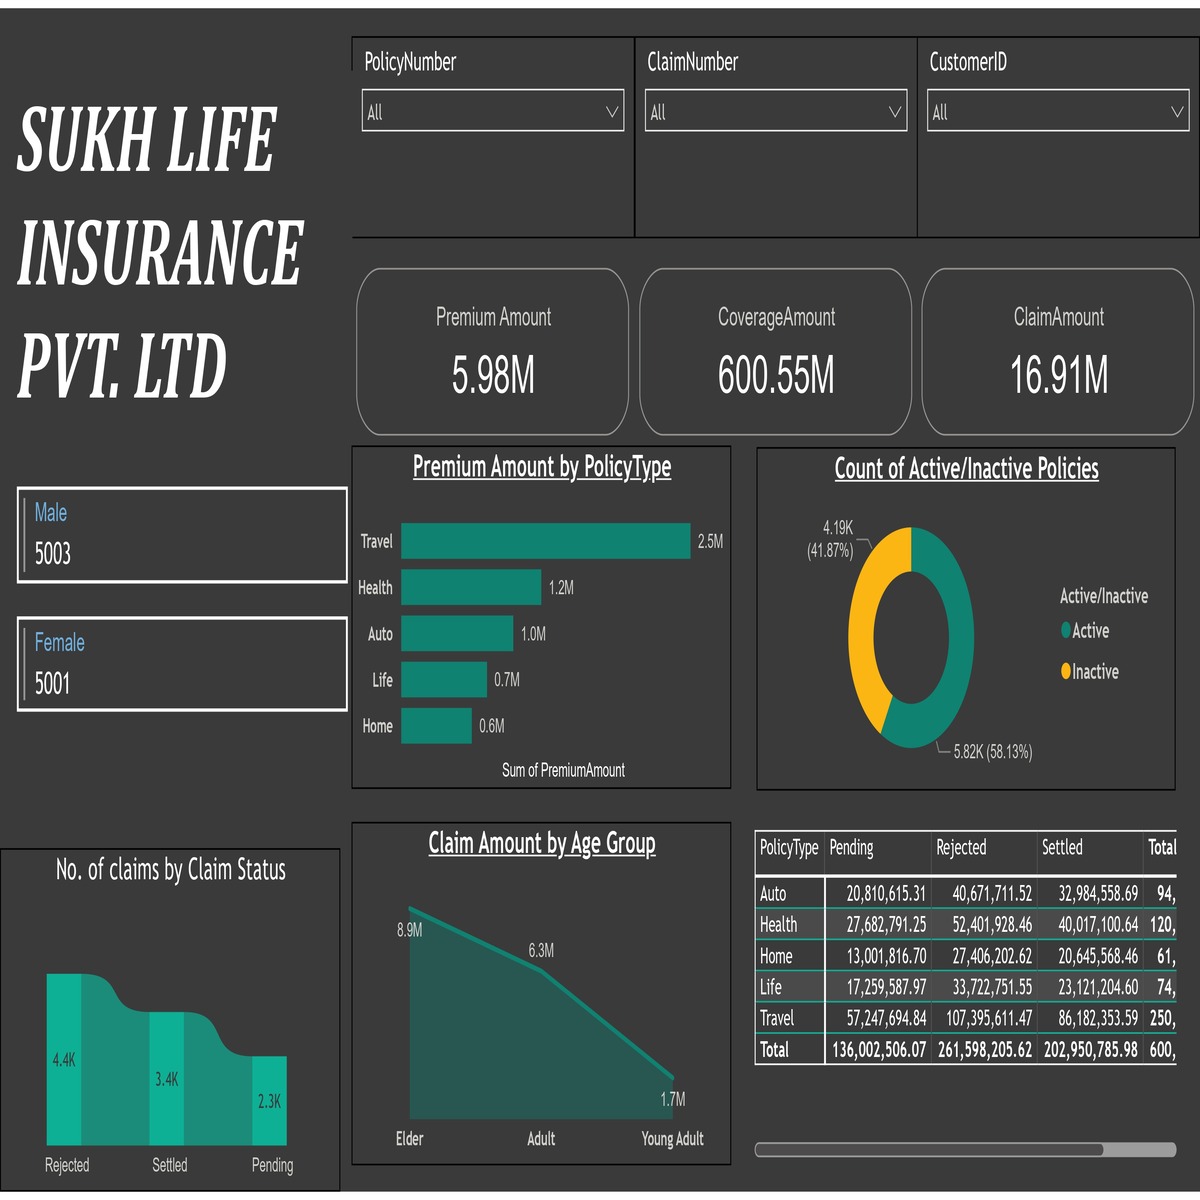 SUKH LIFE
INSURANCE
PVT. LTD
PolicyNumber
All
ClaimNumber
All
CustomerID
All
Premium Amount
5.98M
CoverageAmount
600.55M
ClaimAmount
16.91M
Male
5003
Female
5001
Premium Amount by PolicyType
Travel 2.5M
Health 1.2M
Auto 1.0M
Life 0.7M
Home 0.6M
Sum of PremiumAmount
Count of Active/Inactive Policies
4.19K
(41.87%)
Active/Inactive
Active
Inactive
5.82K (58.13%)
No. of claims by Claim Status
4.4K
3.4K
2.3K
Rejected Settled Pending
Claim Amount by Age Group
8.9M
6.3M
1.7M
Elder Adult Young Adult
PolicyType Pending Rejected Settled Total
Auto 20,810,615.31 40,671,711.52 32,984,558.69 94,
Health 27,682,791.25 52,401,928.46 40,017,100.64 120,
Home 13,001,816.70 27,406,202.62 20,645,568.46 61,
Life 17,259,587.97 33,722,751.55 23,121,204.60 74,
Travel 57,247,694.84 107,395,611.47 86,182,353.59 250,
Total 136,002,506.07 261,598,205.62 202,950,785.98 600,